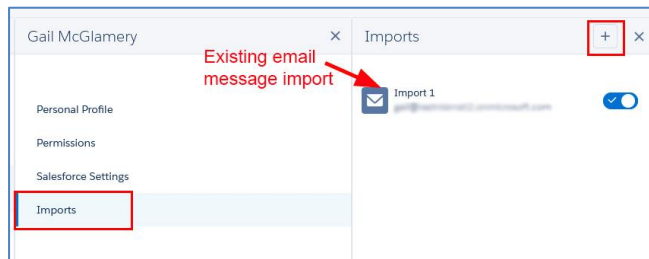 Gail McGlamery
Imports
Existing email
message import
Import 1
Personal Profile
Permissions
Salesforce Settings
Imports